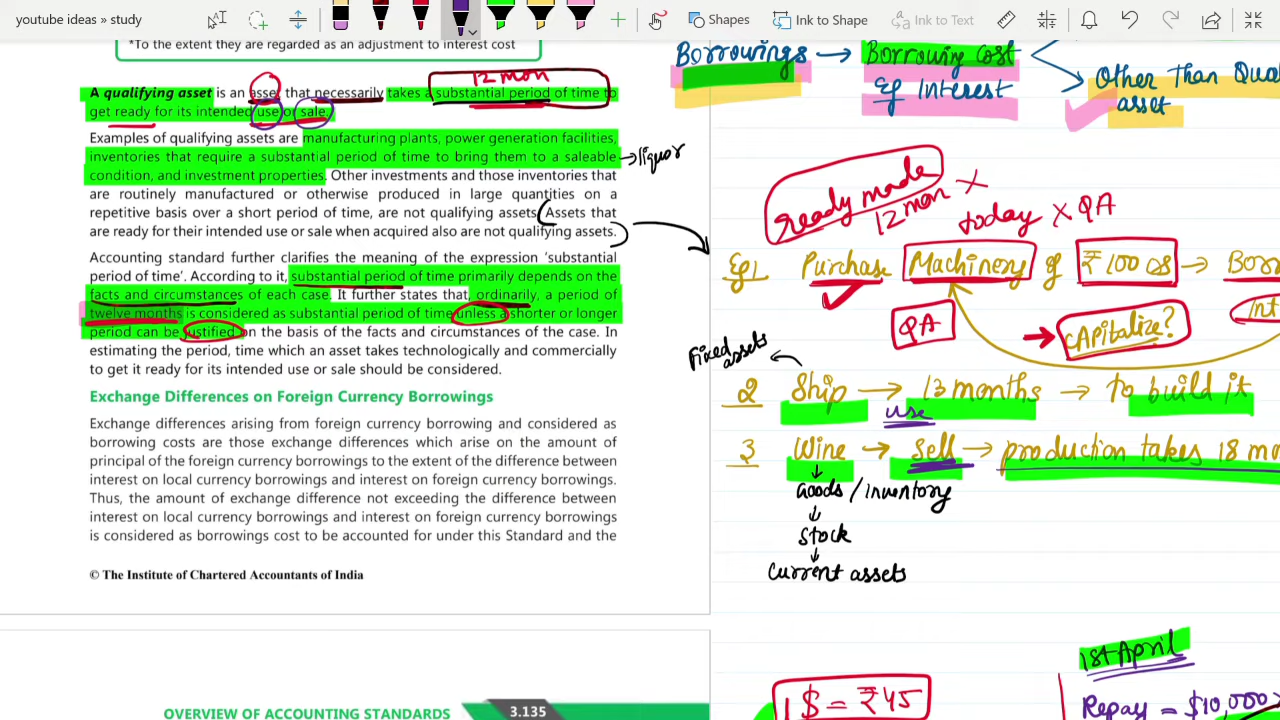 youtube ideas » study
Shapes
Ink to Shape
Ink to Text
*To the extent they are regarded as an adjustment to interest cost
12 mon
A qualifying asset is an asset that necessarily takes a substantial period of time to
get ready for its intended use or sale.
Examples of qualifying assets are manufacturing plants, power generation facilities,
inventories that require a substantial period of time to bring them to a saleable
condition, and investment properties. Other investments and those inventories that
are routinely manufactured or otherwise produced in large quantities on a
repetitive basis over a short period of time, are not qualifying assets. Assets that
are ready for their intended use or sale when acquired also are not qualifying assets.
→ liquor
Accounting standard further clarifies the meaning of the expression 'substantial
period of time'. According to it, substantial period of time primarily depends on the
facts and circumstances of each case. It further states that, ordinarily, a period of
twelve months is considered as substantial period of time unless a shorter or longer
period can be justified on the basis of the facts and circumstances of the case. In
estimating the period, time which an asset takes technologically and commercially
to get it ready for its intended use or sale should be considered.
Exchange Differences on Foreign Currency Borrowings
Exchange differences arising from foreign currency borrowing and considered as
borrowing costs are those exchange differences which arise on the amount of
principal of the foreign currency borrowings to the extent of the difference between
interest on local currency borrowings and interest on foreign currency borrowings.
Thus, the amount of exchange difference not exceeding the difference between
interest on local currency borrowings and interest on foreign currency borrowings
is considered as borrowings cost to be accounted for under this Standard and the
© The Institute of Chartered Accountants of India
OVERVIEW OF ACCOUNTING STANDARDS 3.135
Borrowings → Borrowing cost
Eg Interest
Other Than Qua
asset
ready made
12 mon X
today X QA
Eg1 Purchase Machinery of ₹100 cs → Borr
QA → CAPitalize? Int
Fixed assets
2 Ship → 13 months → to build it
use
3 Wine → Sell → production takes 18 mo
Goods / Inventory
↓
Stock
↓
Current assets
1st April
1 $ = ₹45
Repay = $10,000